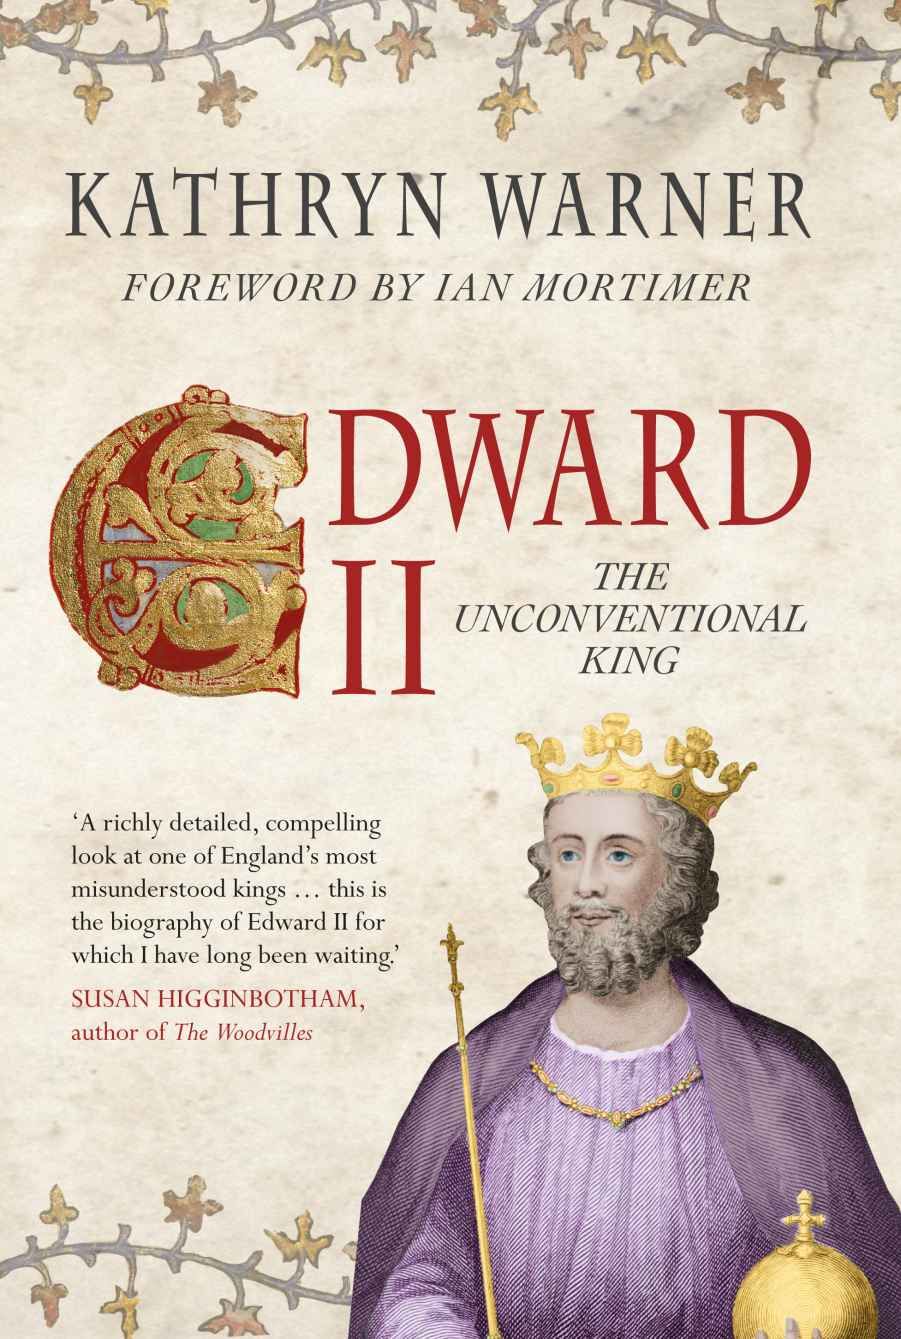 KATHRYN WARNER
FOREWORD BY IAN MORTIMER
EDWARD
II
THE
UNCONVENTIONAL
KING
‘A richly detailed, compelling
look at one of England’s most
misunderstood kings … this is
the biography of Edward II for
which I have long been waiting.’
SUSAN HIGGINBOTHAM,
author of The Woodvilles